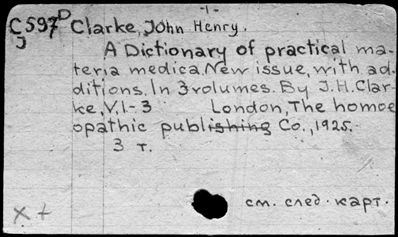 -1-
C597 D Clarke, John Henry.
J
A Dictionary of practical ma-
teria medica. New issue, with ad-
ditions. In 3 volumes. By J.H. Clar-
ke, V.1-3 London, The homoe
opathic publishing Co., 1925.
3 т.
см. след. карт.
x +